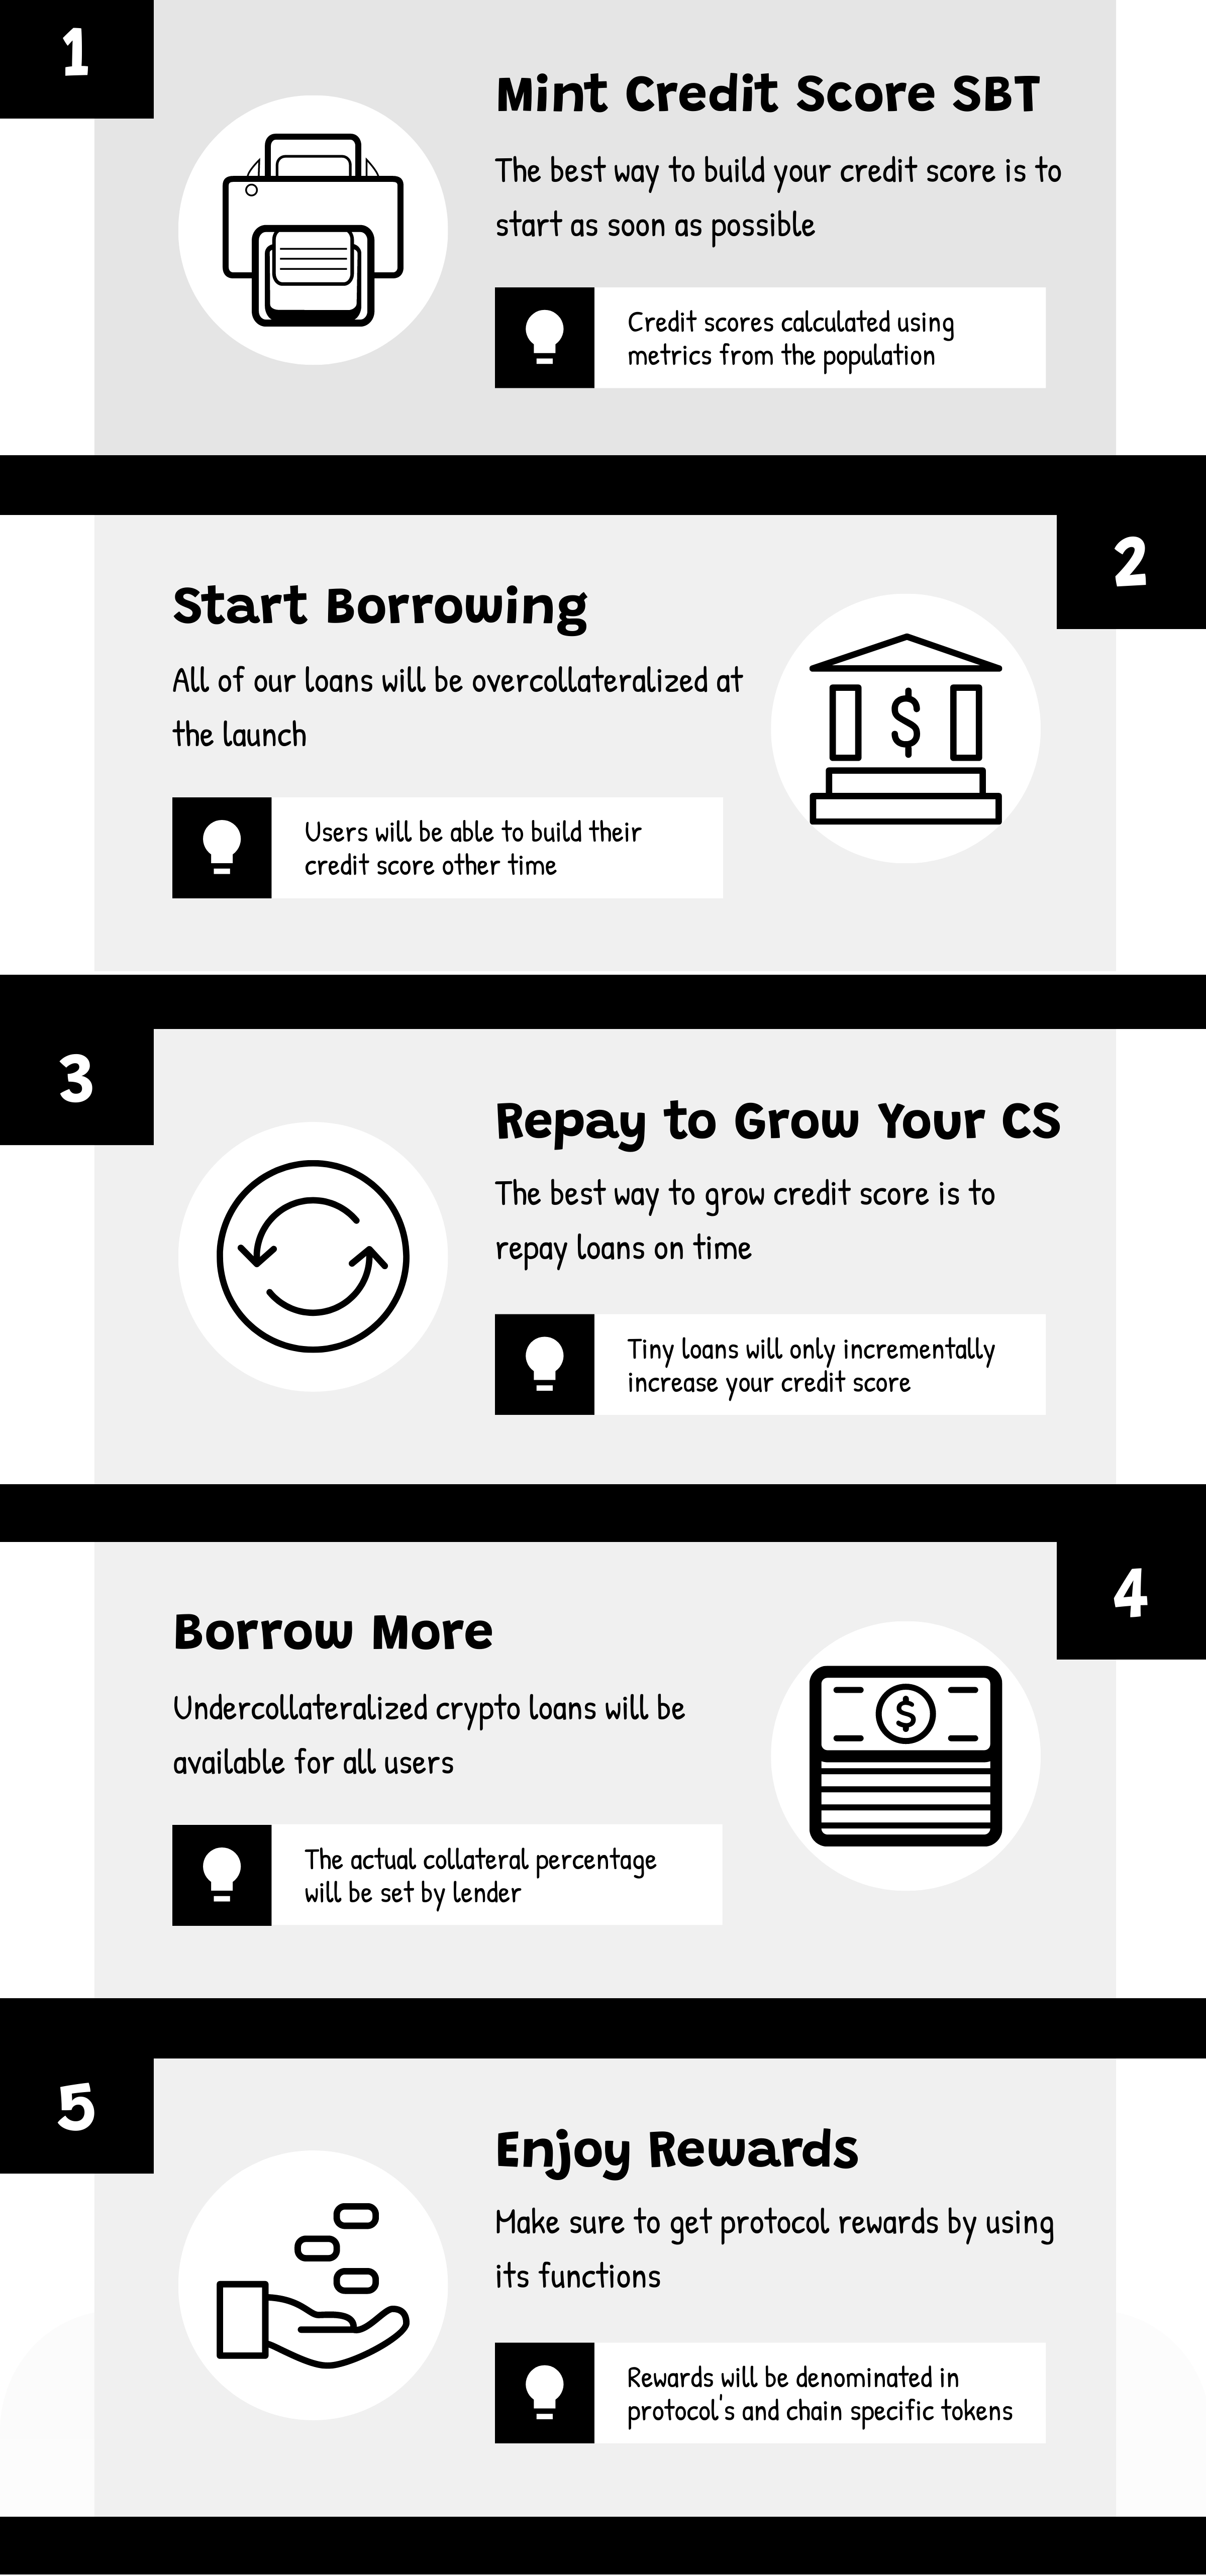 1
Mint Credit Score SBT
The best way to build your credit score is to
start as soon as possible
Credit scores calculated using
metrics from the population
2
Start Borrowing
All of our loans will be overcollateralized at
the launch
$
Users will be able to build their
credit score other time
3
Repay to Grow Your CS
The best way to grow credit score is to
repay loans on time
Tiny loans will only incrementally
increase your credit score
4
Borrow More
Undercollateralized crypto loans will be
available for all users
$
The actual collateral percentage
will be set by lender
5
Enjoy Rewards
Make sure to get protocol rewards by using
its functions
Rewards will be denominated in
protocol's and chain specific tokens